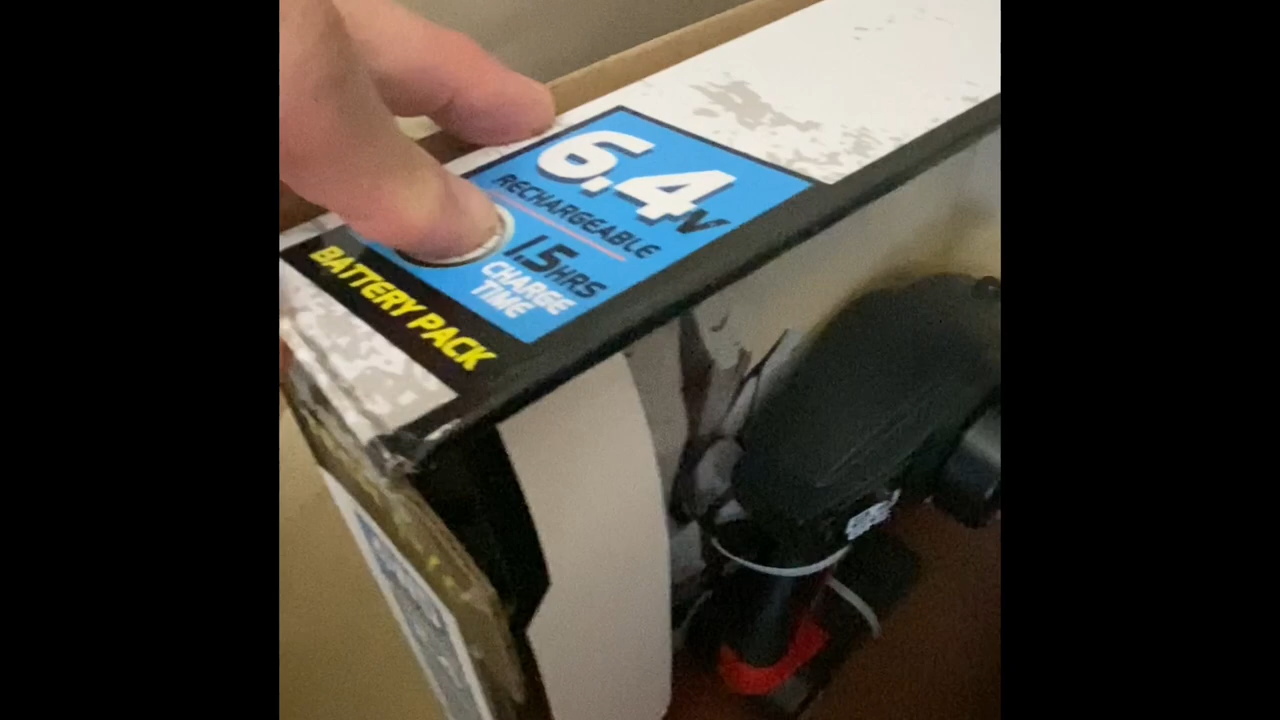 6.4V
RECHARGEABLE
1.5HRS
CHARGE
TIME
BATTERY PACK